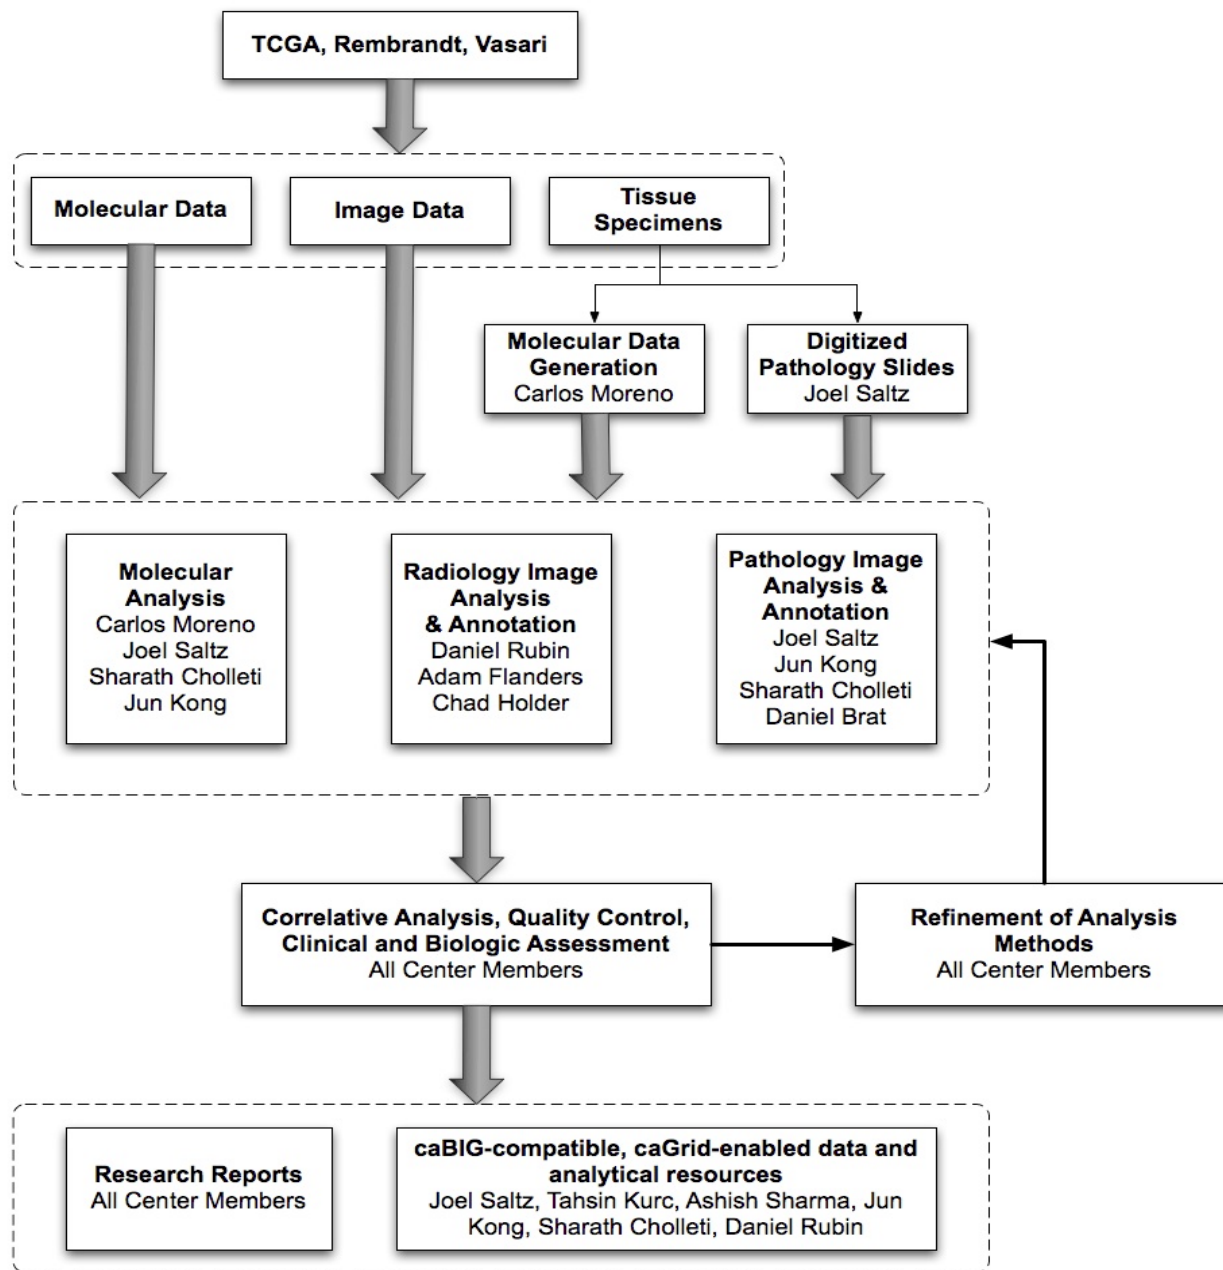 TCGA, Rembrandt, Vasari
Molecular Data
Image Data
Tissue
Specimens
Molecular Data
Generation
Carlos Moreno
Digitized
Pathology Slides
Joel Saltz
Molecular
Analysis
Carlos Moreno
Joel Saltz
Sharath Cholleti
Jun Kong
Radiology Image
Analysis
& Annotation
Daniel Rubin
Adam Flanders
Chad Holder
Pathology Image
Analysis &
Annotation
Joel Saltz
Jun Kong
Sharath Cholleti
Daniel Brat
Correlative Analysis, Quality Control,
Clinical and Biologic Assessment
All Center Members
Refinement of Analysis
Methods
All Center Members
Research Reports
All Center Members
caBIG-compatible, caGrid-enabled data and
analytical resources
Joel Saltz, Tahsin Kurc, Ashish Sharma, Jun
Kong, Sharath Cholleti, Daniel Rubin